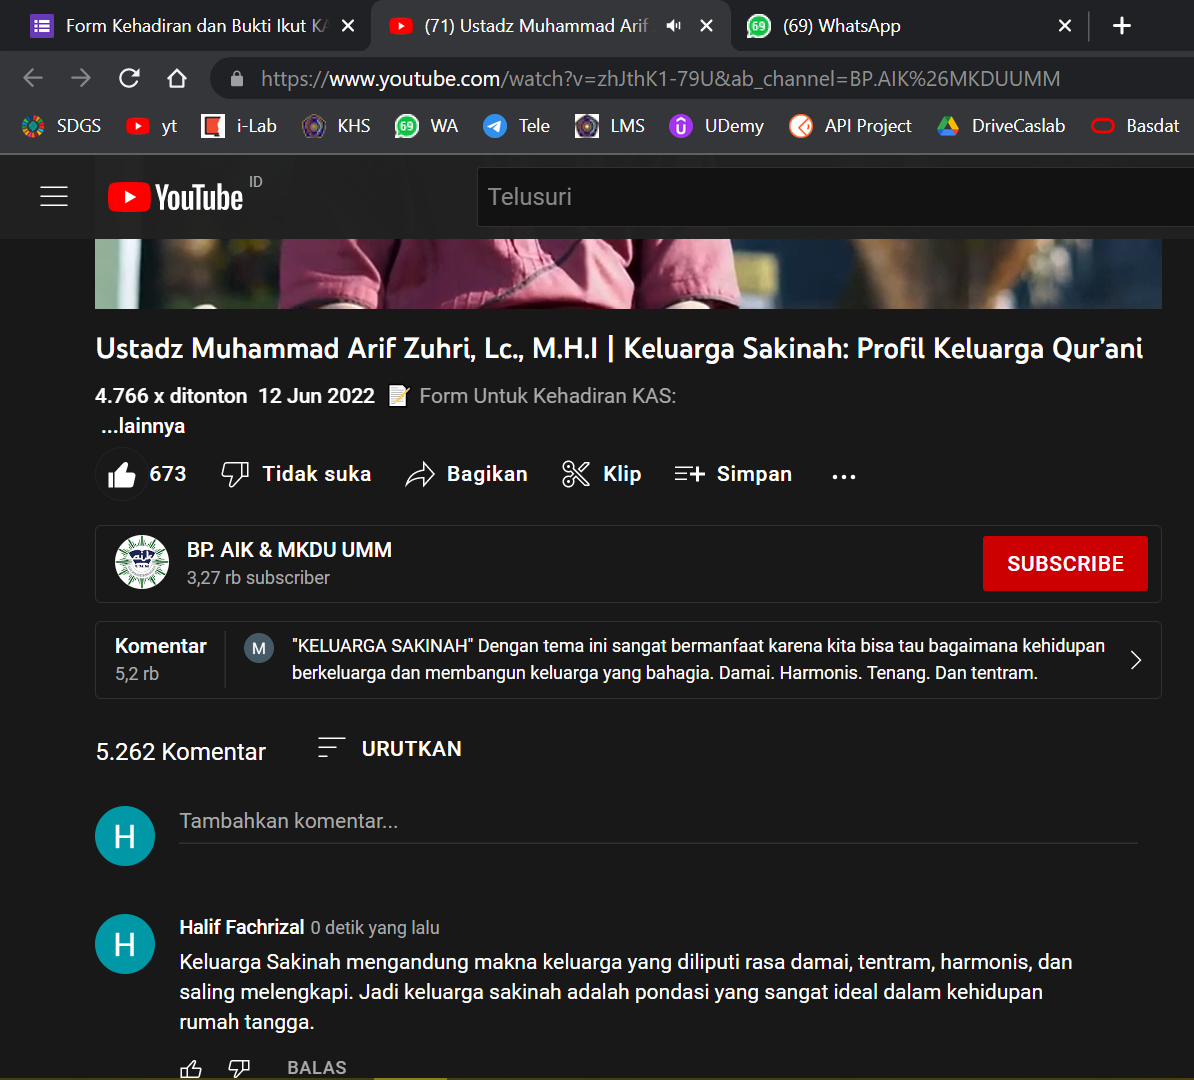 Form Kehadiran dan Bukti Ikut KA
(71) Ustadz Muhammad Arif
69
(69) WhatsApp
https://www.youtube.com/watch?v=zhJthK1-79U&ab_channel=BP.AIK%26MKDUUMM
SDGS
yt
i-Lab
KHS
69
WA
Tele
LMS
UDemy
API Project
DriveCaslab
Basdat
YouTube ID
Telusuri
Ustadz Muhammad Arif Zuhri, Lc., M.H.I | Keluarga Sakinah: Profil Keluarga Qur'ani
4.766 x ditonton 12 Jun 2022 📝 Form Untuk Kehadiran KAS:
...lainnya
673 Tidak suka Bagikan Klip Simpan ...
aik
UMM
BP. AIK & MKDU UMM
3,27 rb subscriber
SUBSCRIBE
Komentar
5,2 rb
M
"KELUARGA SAKINAH" Dengan tema ini sangat bermanfaat karena kita bisa tau bagaimana kehidupan
berkeluarga dan membangun keluarga yang bahagia. Damai. Harmonis. Tenang. Dan tentram.
5.262 Komentar
URUTKAN
H
Tambahkan komentar...
H
Halif Fachrizal 0 detik yang lalu
Keluarga Sakinah mengandung makna keluarga yang diliputi rasa damai, tentram, harmonis, dan
saling melengkapi. Jadi keluarga sakinah adalah pondasi yang sangat ideal dalam kehidupan
rumah tangga.
BALAS